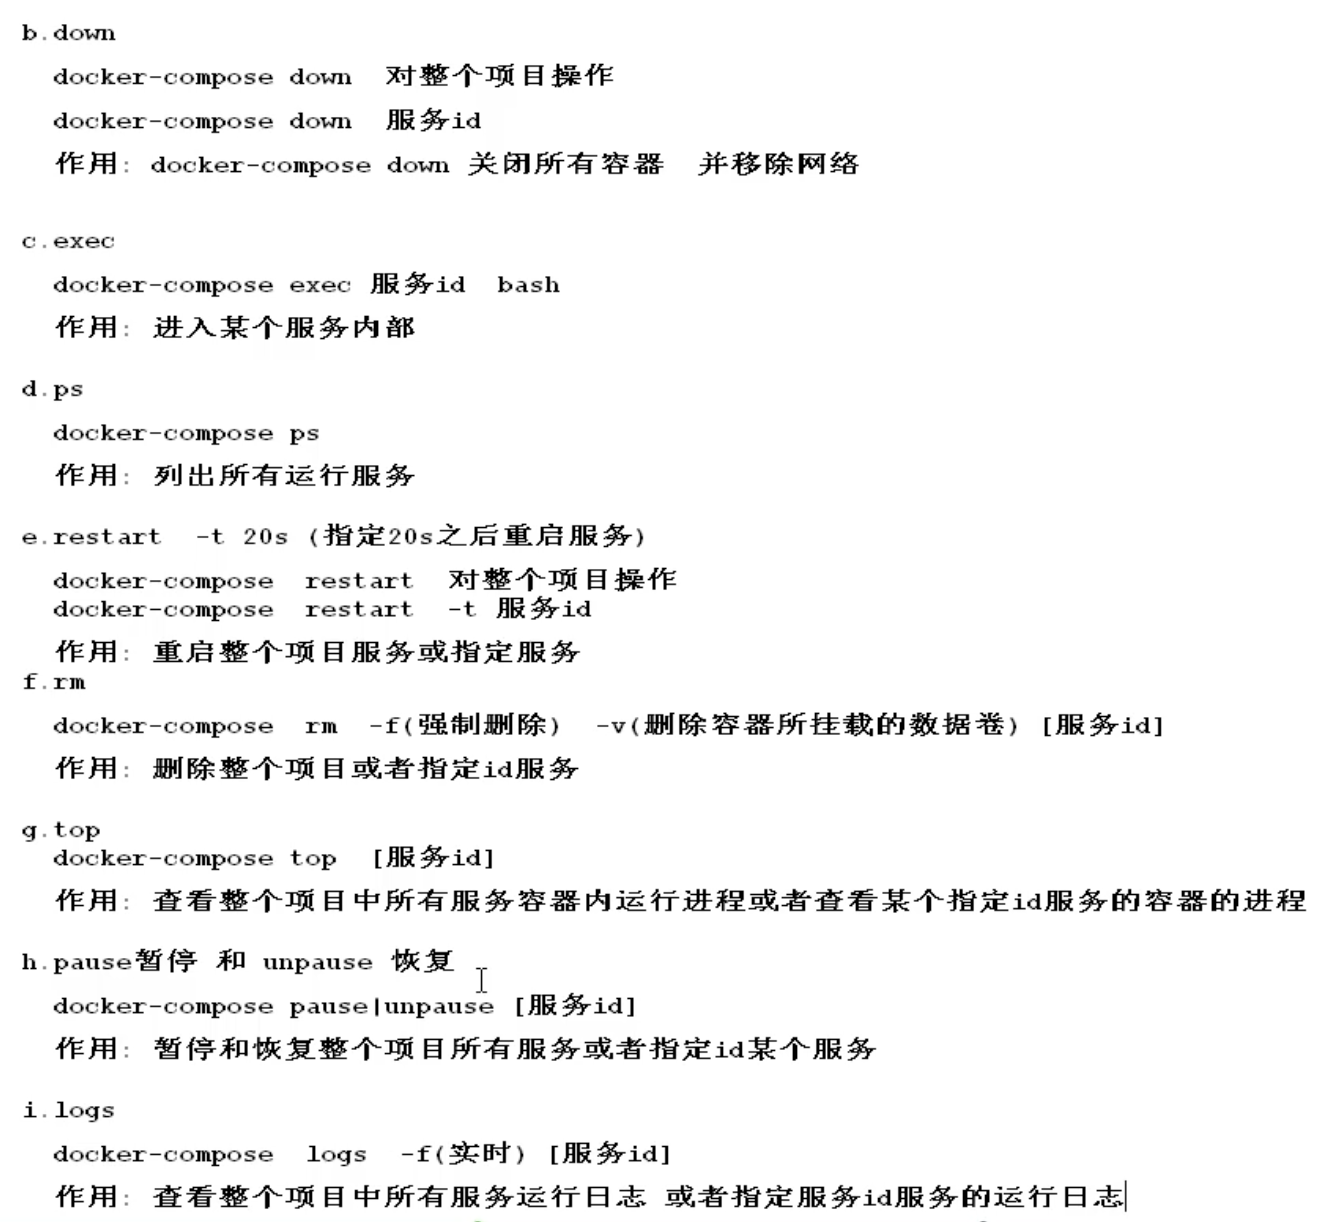 b.down
docker-compose down 对整个项目操作
docker-compose down 服务id
作用: docker-compose down 关闭所有容器 并移除网络
c.exec
docker-compose exec 服务id bash
作用: 进入某个服务内部
d.ps
docker-compose ps
作用: 列出所有运行服务
e.restart -t 20s (指定20s之后重启服务)
docker-compose restart 对整个项目操作
docker-compose restart -t 服务id
作用: 重启整个项目服务或指定服务
f.rm
docker-compose rm -f(强制删除) -v(删除容器所挂载的数据卷) [服务id]
作用: 删除整个项目或者指定id服务
g.top
docker-compose top [服务id]
作用: 查看整个项目中所有服务容器内运行进程或者查看某个指定id服务的容器的进程
h.pause暂停 和 unpause 恢复
docker-compose pause|unpause [服务id]
作用: 暂停和恢复整个项目所有服务或者指定id某个服务
i.logs
docker-compose logs -f(实时) [服务id]
作用: 查看整个项目中所有服务运行日志 或者指定服务id服务的运行日志